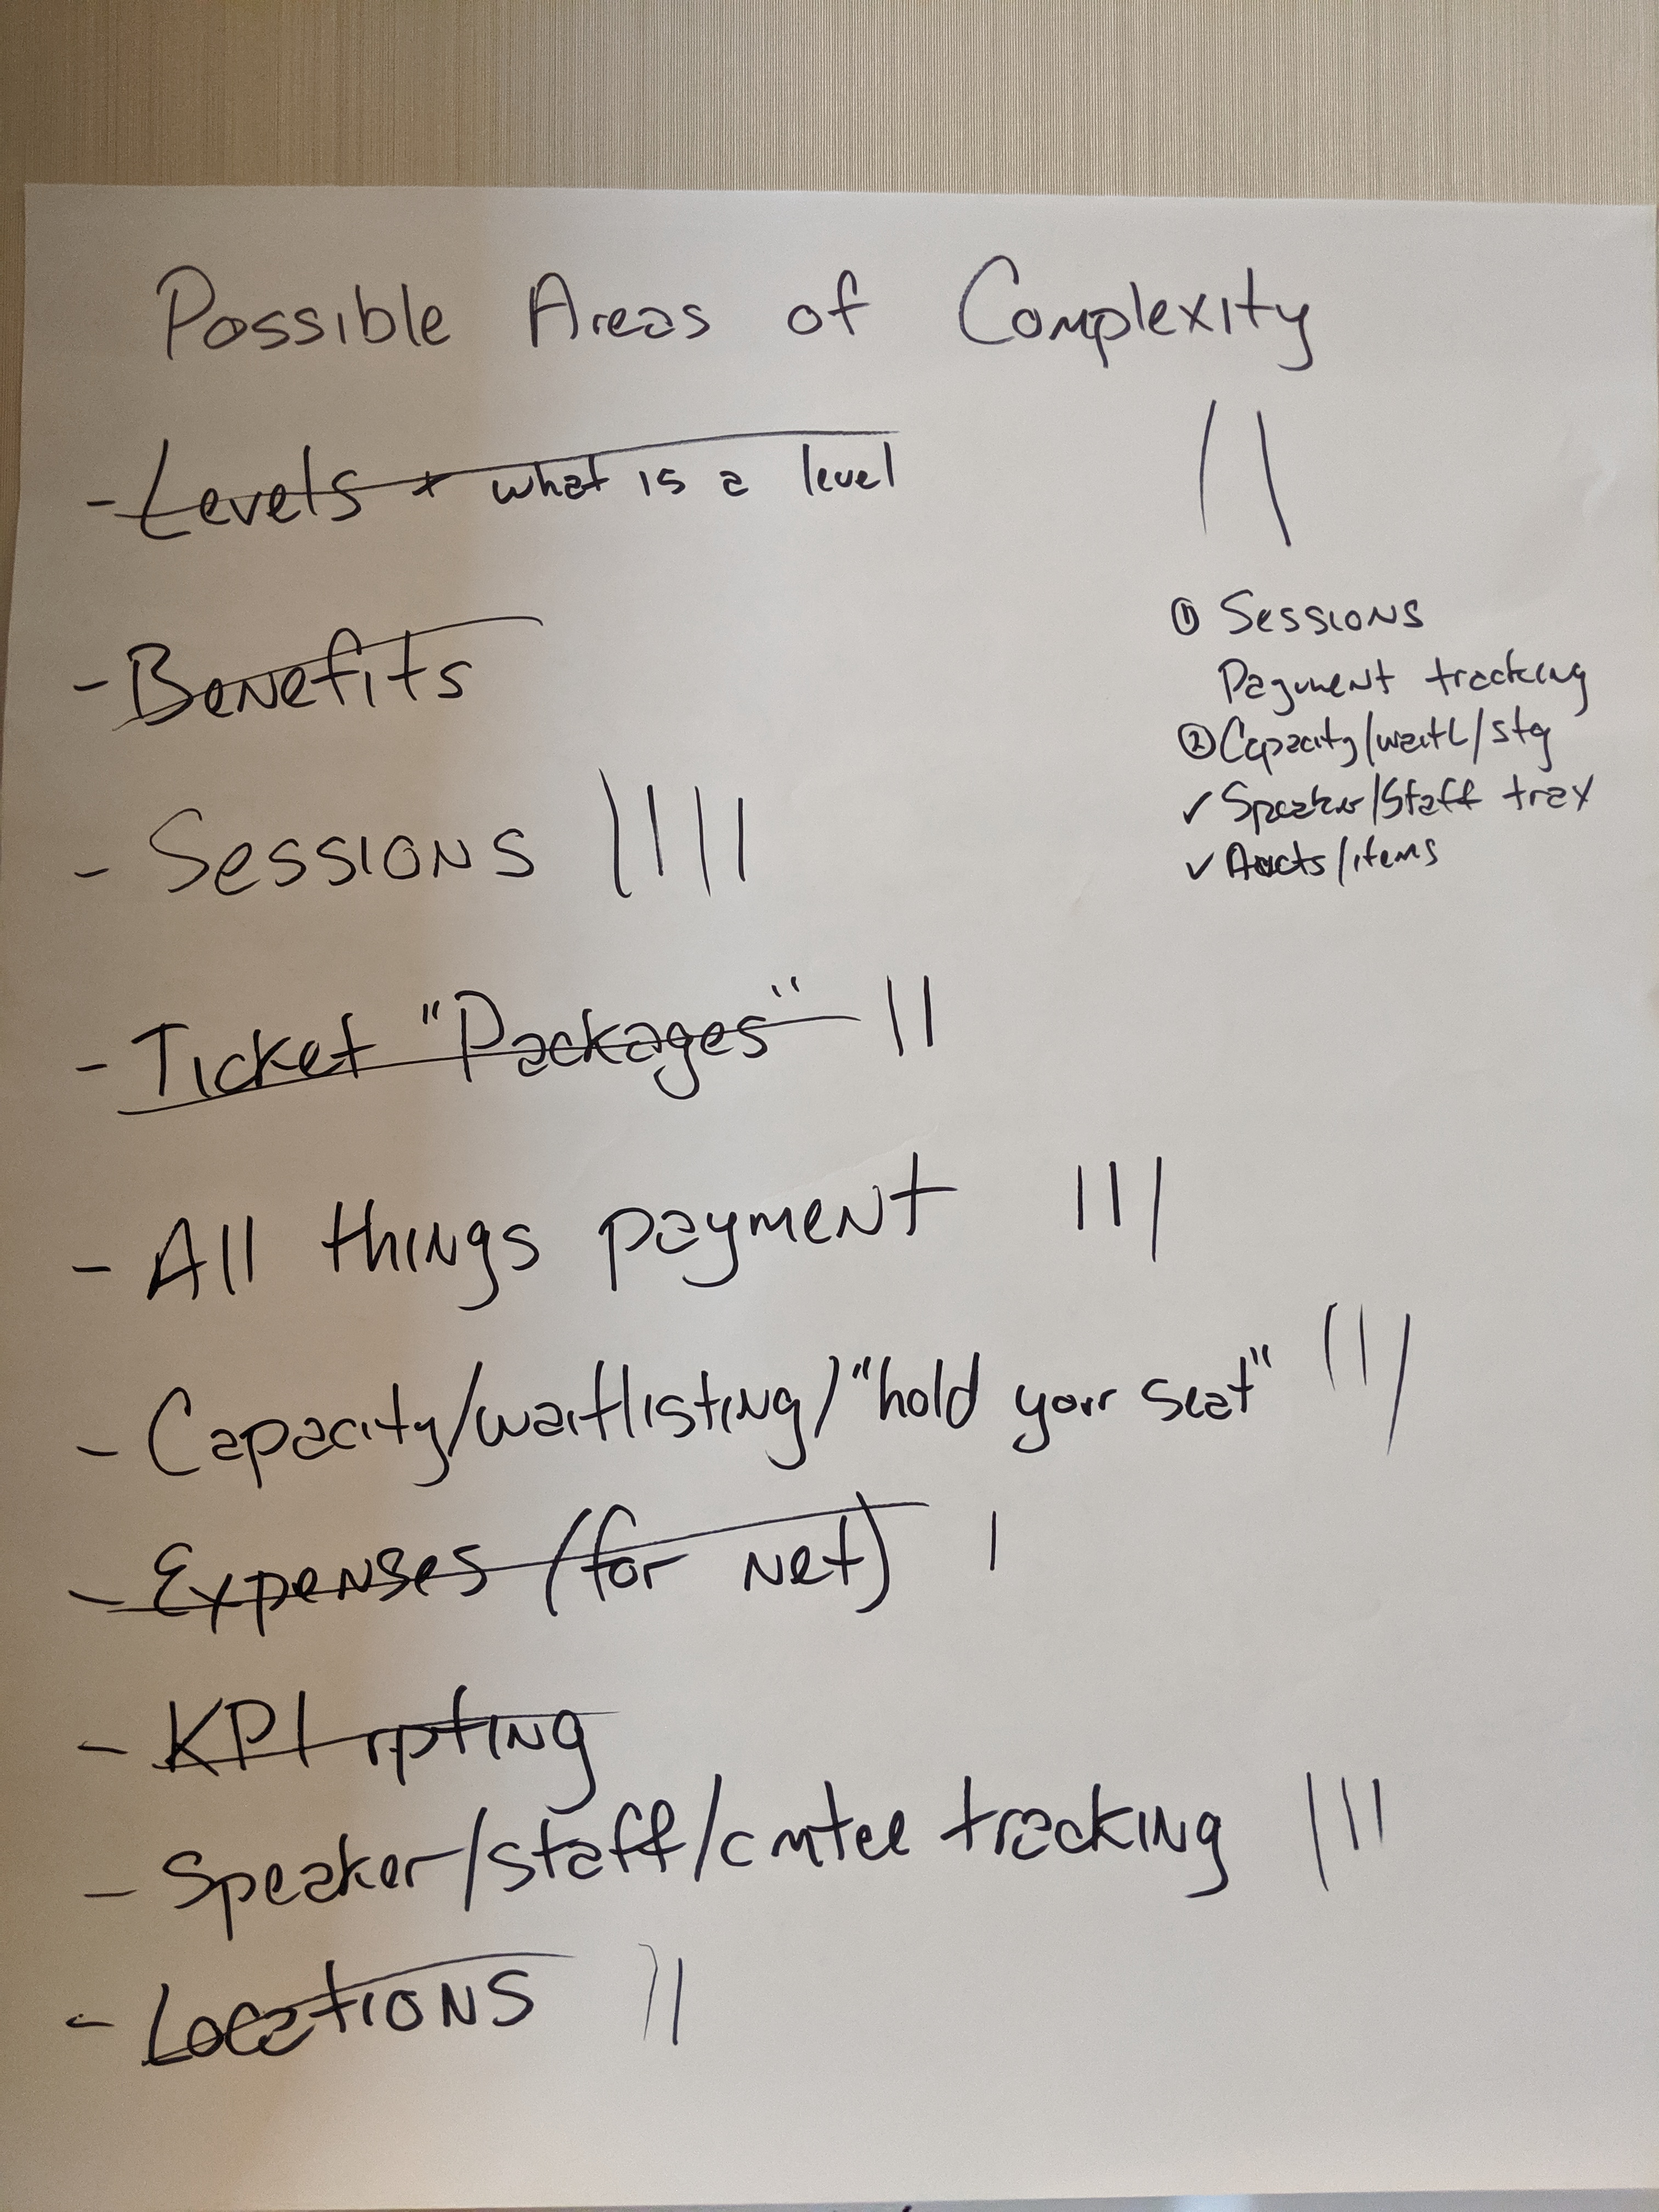 Possible Areas of Complexity
- Levels + what is a level ||
- Benefits
- Sessions ||||
- Ticket "Packages" ||
- All things payment |||
- Capacity/waitlisting/"hold your seat" |||
- Expenses (for net) |
- KPI rpting
- Speaker/staff/cmtee tracking |||
- Locations |||
① Sessions
Payment tracking
② Capacity/waitL/stg
✓ Speaker/Staff trax
✓ /items